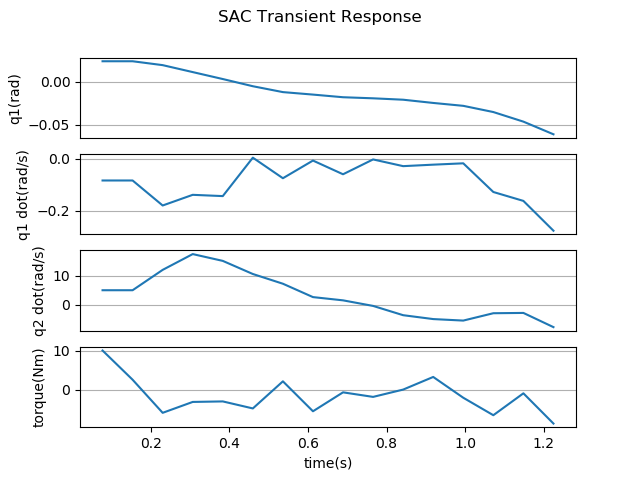 SAC Transient Response
q1(rad)
0.00
−0.05
q1 dot(rad/s)
0.0
−0.2
q2 dot(rad/s)
10
0
torque(Nm)
10
0
0.2 0.4 0.6 0.8 1.0 1.2
time(s)